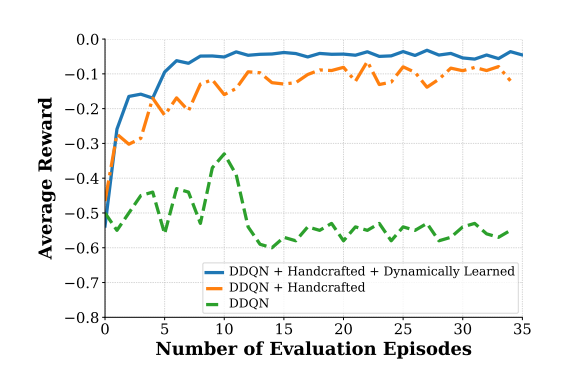 0.0
−0.1
−0.2
−0.3
−0.4
−0.5
−0.6
−0.7
−0.8
Average Reward
DDQN + Handcrafted + Dynamically Learned
DDQN + Handcrafted
DDQN
0 5 10 15 20 25 30 35
Number of Evaluation Episodes